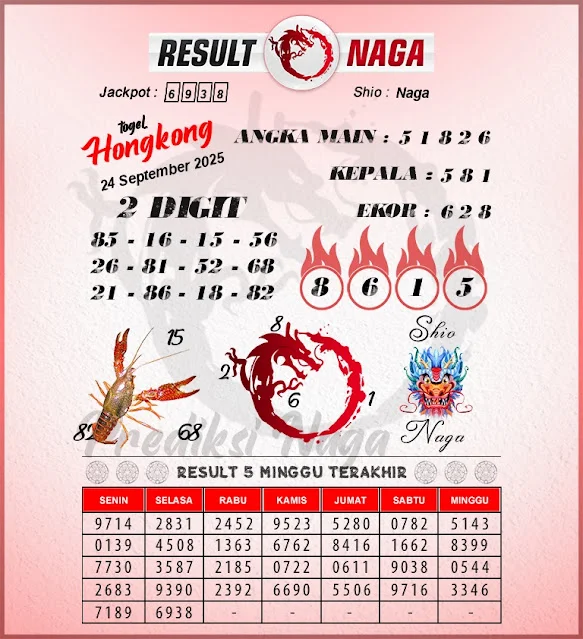 RESULT NAGA
Jackpot : 6 9 3 8
Shio : Naga
togel
Hongkong
24 September 2025
ANGKA MAIN : 5 1 8 2 6
KEPALA : 5 8 1
EKOR : 6 2 8
2 DIGIT
85 - 16 - 15 - 56
26 - 81 - 52 - 68
21 - 86 - 18 - 82
8 6 1 5
15
82
68
8
2
6
1
Shio
Naga
Prediksi Naga
RESULT 5 MINGGU TERAKHIR
SENIN SELASA RABU KAMIS JUMAT SABTU MINGGU
9714 2831 2452 9523 5280 0782 5143
0139 4508 1363 6762 8416 1662 8399
7730 3587 2185 0722 0611 9038 0544
2683 9390 2392 6690 5506 9716 3346
7189 6938 - - - - -